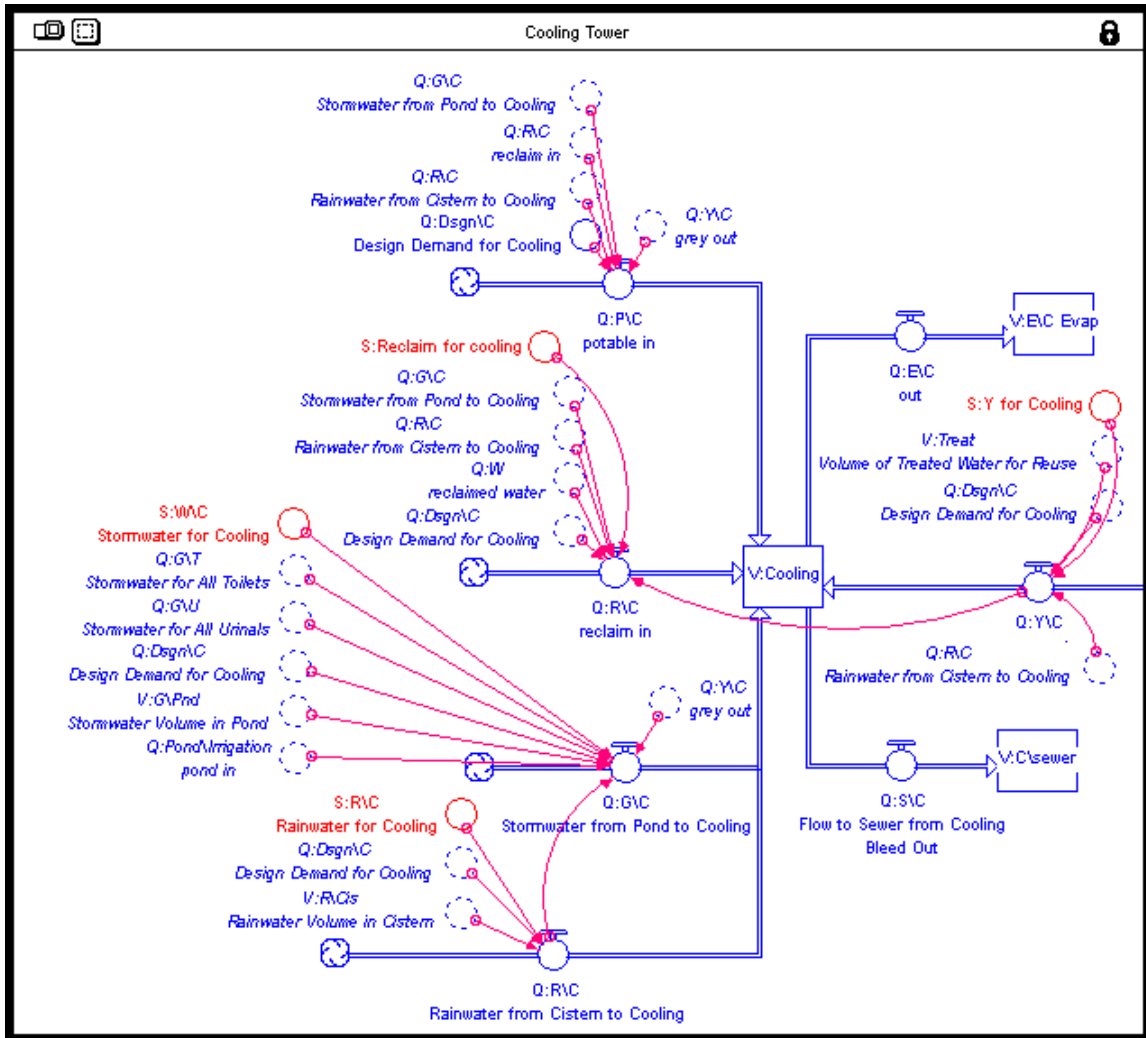 Cooling Tower
Q:G\C
Stormwater from Pond to Cooling
Q:R\C
reclaim in
Q:R\C
Rainwater from Cistern to Cooling
Q:Dsgn\C
Design Demand for Cooling
Q:Y\C
grey out
Q:P\C
potable in
S:Reclaim for cooling
Q:G\C
Stormwater from Pond to Cooling
Q:R\C
Rainwater from Cistern to Cooling
Q:W
reclaimed water
Q:Dsgn\C
Design Demand for Cooling
Q:R\C
reclaim in
V:Cooling
V:E\C Evap
Q:E\C
out
S:Y for Cooling
V:Treat
Volume of Treated Water for Reuse
Q:Dsgn\C
Design Demand for Cooling
Q:Y\C
Q:R\C
Rainwater from Cistern to Cooling
S:W\C
Stormwater for Cooling
Q:G\T
Stormwater for All Toilets
Q:G\U
Stormwater for All Urinals
Q:Dsgn\C
Design Demand for Cooling
V:G\Pnd
Stormwater Volume in Pond
Q:Pond\Irrigation
pond in
Q:Y\C
grey out
Q:G\C
Stormwater from Pond to Cooling
V:C\sewer
Q:S\C
Flow to Sewer from Cooling
Bleed Out
S:R\C
Rainwater for Cooling
Q:Dsgn\C
Design Demand for Cooling
V:R\Cis
Rainwater Volume in Cistern
Q:R\C
Rainwater from Cistern to Cooling